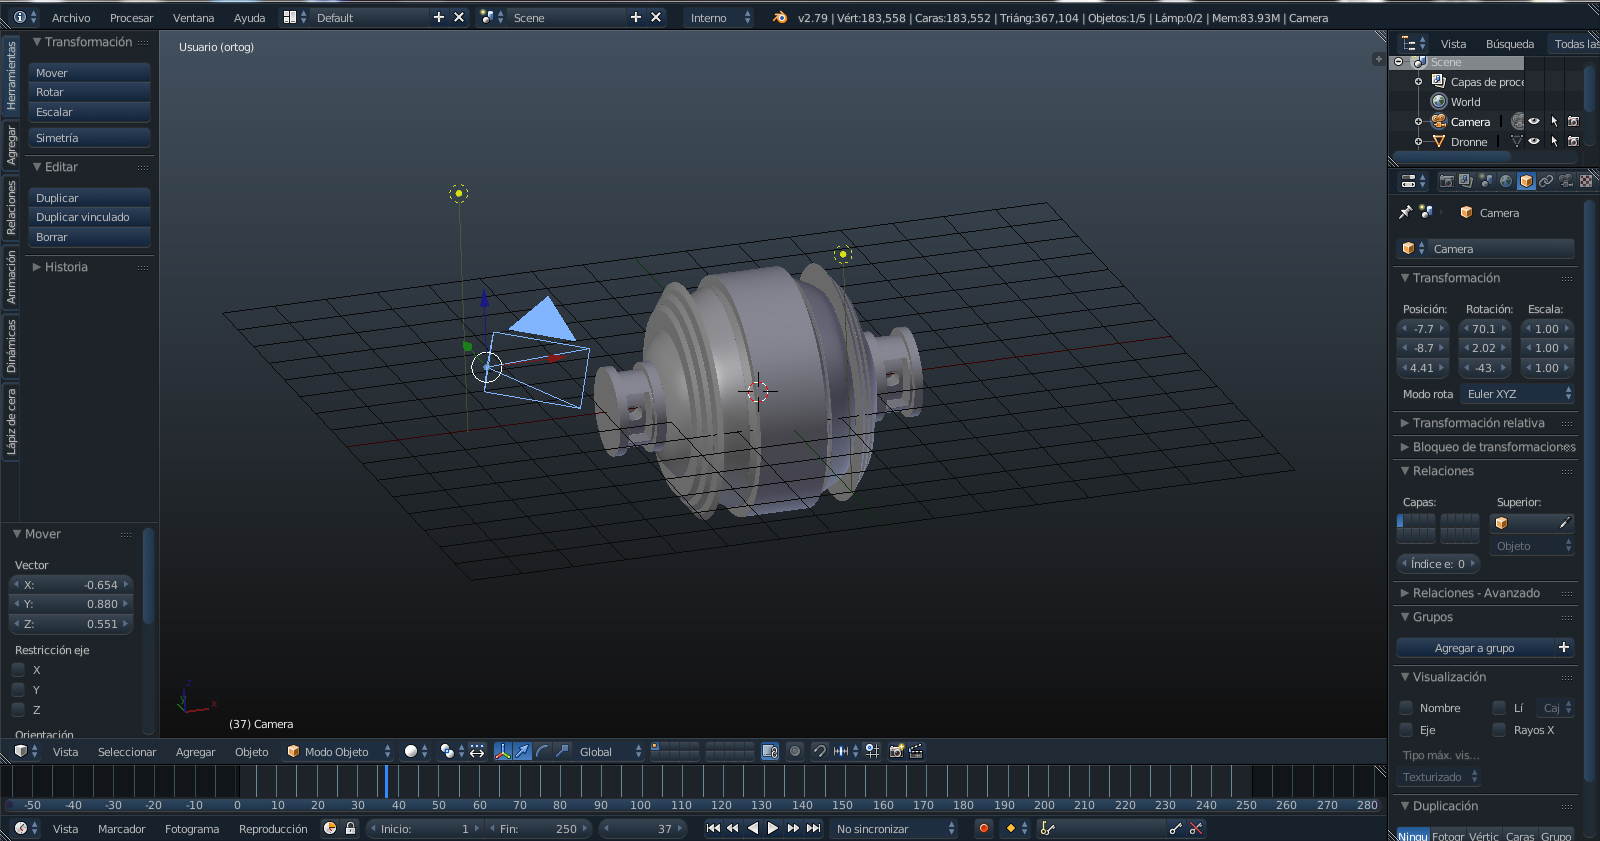 Archivo Procesar Ventana Ayuda Default Scene Interno v2.79 | Vért:183,558 | Caras:183,552 | Triáng:367,104 | Objetos:1/5 | Lámp:0/2 | Mem:83.93M | Camera
Herramientas
Agregar
Relaciones
Animación
Dinámicas
Lápiz de cera
Transformación
Mover
Rotar
Escalar
Simetría
Editar
Duplicar
Duplicar vinculado
Borrar
Historia
Mover
Vector
X: -0.654
Y: 0.880
Z: 0.551
Restricción eje
X
Y
Z
Orientación
Usuario (ortog)
z
y
x
(37) Camera
Vista Seleccionar Agregar Objeto Modo Objeto Global
-50 -40 -30 -20 -10 0 10 20 30 40 50 60 70 80 90 100 110 120 130 140 150 160 170 180 190 200 210 220 230 240 250 260 270 280
Vista Marcador Fotograma Reproducción Inicio: 1 Fin: 250 37 No sincronizar
Vista Búsqueda Todas las
Scene
Capas de proce
World
Camera
Dronne
Camera
Camera
Transformación
Posición: Rotación: Escala:
-7.7 70.1 1.00
-8.7 2.02 1.00
4.41 -43. 1.00
Modo rota Euler XYZ
Transformación relativa
Bloqueo de transformaciones
Relaciones
Capas: Superior:
Objeto
Índice e: 0
Relaciones - Avanzado
Grupos
Agregar a grupo
Visualización
Nombre Lí Caj
Eje Rayos X
Tipo máx. vis...
Texturizado
Duplicación
Ningu Fotogr Vértic Caras Grupo